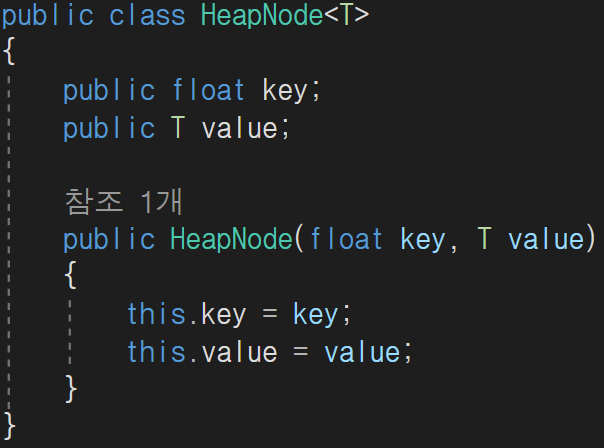 public class HeapNode<T>
{
    public float key;
    public T value;

    참조 1개
    public HeapNode(float key, T value)
    {
        this.key = key;
        this.value = value;
    }
}